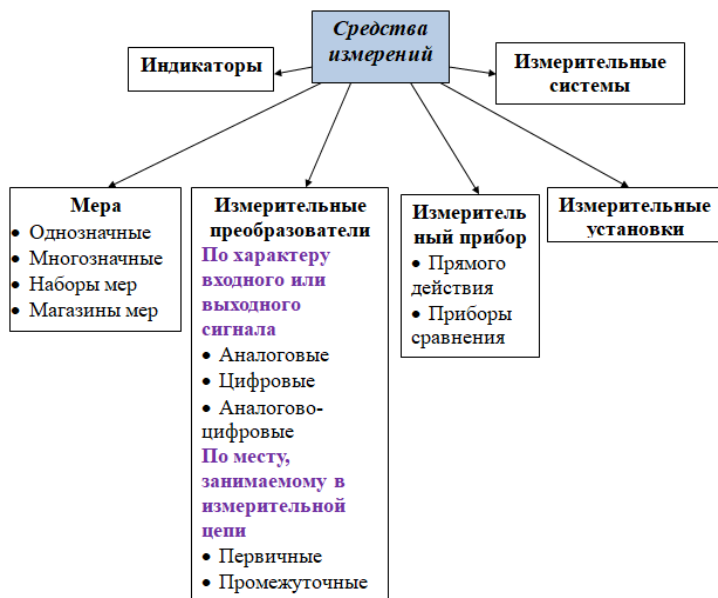 Средства
измерений
Индикаторы
Измерительные
системы
Мера
• Однозначные
• Многозначные
• Наборы мер
• Магазины мер
Измерительные
преобразователи
По характеру
входного или
выходного
сигнала
• Аналоговые
• Цифровые
• Аналогово-
цифровые
По месту,
занимаемому в
измерительной
цепи
• Первичные
• Промежуточные
Измеритель
ный прибор
• Прямого
действия
• Приборы
сравнения
Измерительные
установки